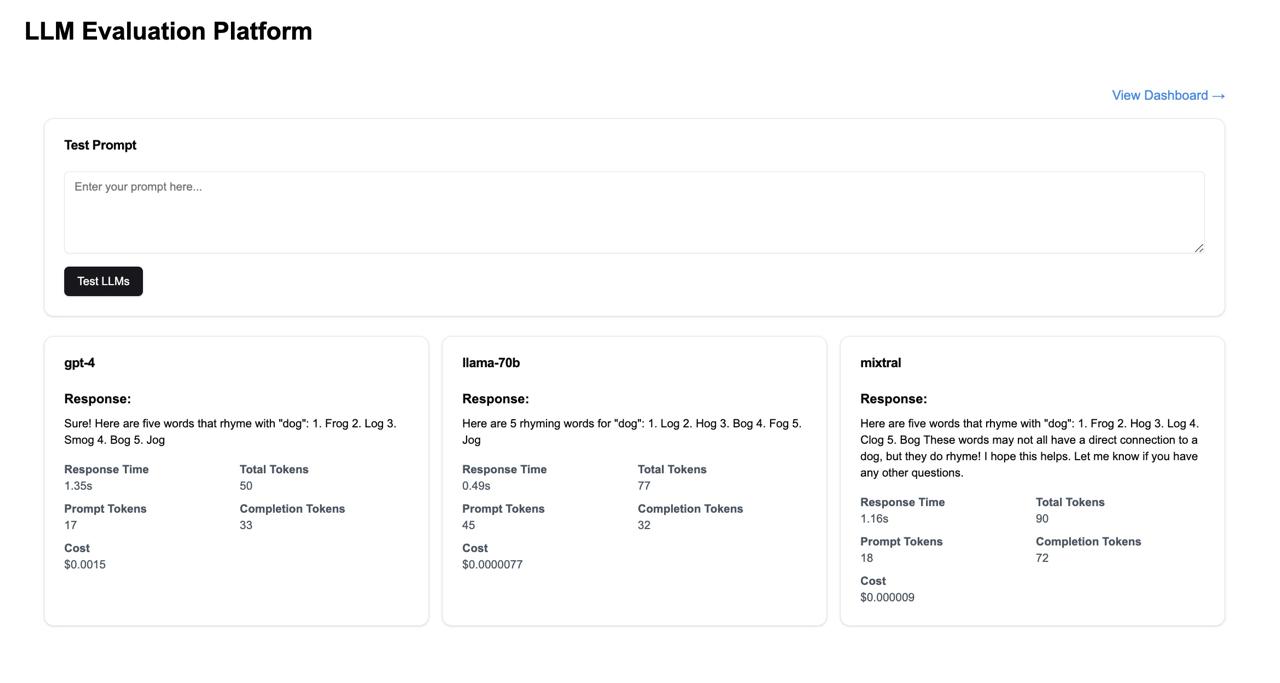 LLM Evaluation Platform
View Dashboard →
Test Prompt
Enter your prompt here...
Test LLMs
gpt-4
Response:
Sure! Here are five words that rhyme with "dog": 1. Frog 2. Log 3.
Smog 4. Bog 5. Jog
Response Time
Total Tokens
1.35s
50
Prompt Tokens
Completion Tokens
17
33
Cost
$0.0015
llama-70b
Response:
Here are 5 rhyming words for "dog": 1. Log 2. Hog 3. Bog 4. Fog 5.
Jog
Response Time
Total Tokens
0.49s
77
Prompt Tokens
Completion Tokens
45
32
Cost
$0.0000077
mixtral
Response:
Here are five words that rhyme with "dog": 1. Frog 2. Hog 3. Log 4.
Clog 5. Bog These words may not all have a direct connection to a
dog, but they do rhyme! I hope this helps. Let me know if you have
any other questions.
Response Time
Total Tokens
1.16s
90
Prompt Tokens
Completion Tokens
18
72
Cost
$0.000009